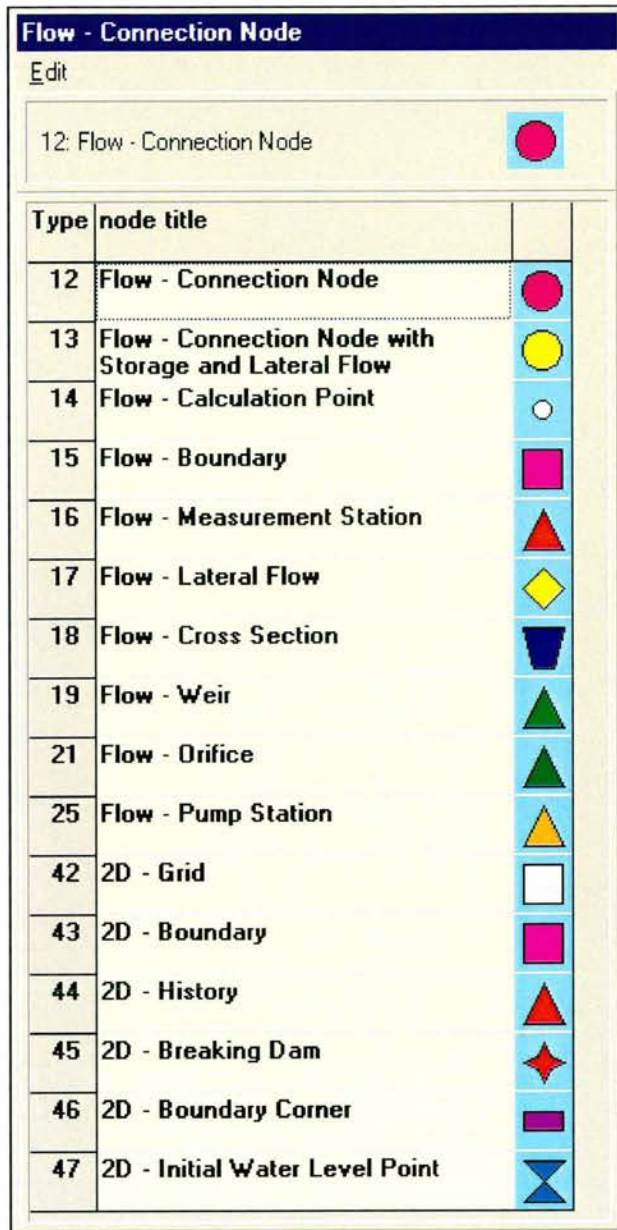 Flow - Connection Node
Edit
12: Flow - Connection Node
Type node title
12 Flow - Connection Node
13 Flow - Connection Node with
Storage and Lateral Flow
14 Flow - Calculation Point
15 Flow - Boundary
16 Flow - Measurement Station
17 Flow - Lateral Flow
18 Flow - Cross Section
19 Flow - Weir
21 Flow - Orifice
25 Flow - Pump Station
42 2D - Grid
43 2D - Boundary
44 2D - History
45 2D - Breaking Dam
46 2D - Boundary Corner
47 2D - Initial Water Level Point